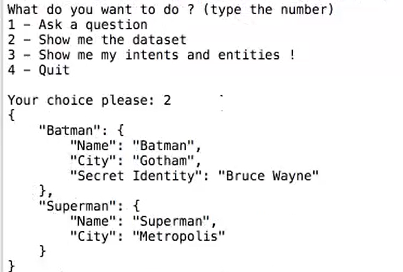 What do you want to do ? (type the number)
1 - Ask a question
2 - Show me the dataset
3 - Show me my intents and entities !
4 - Quit
Your choice please: 2
{
    "Batman": {
        "Name": "Batman",
        "City": "Gotham",
        "Secret Identity": "Bruce Wayne"
    },
    "Superman": {
        "Name": "Superman",
        "City": "Metropolis"
    }
}